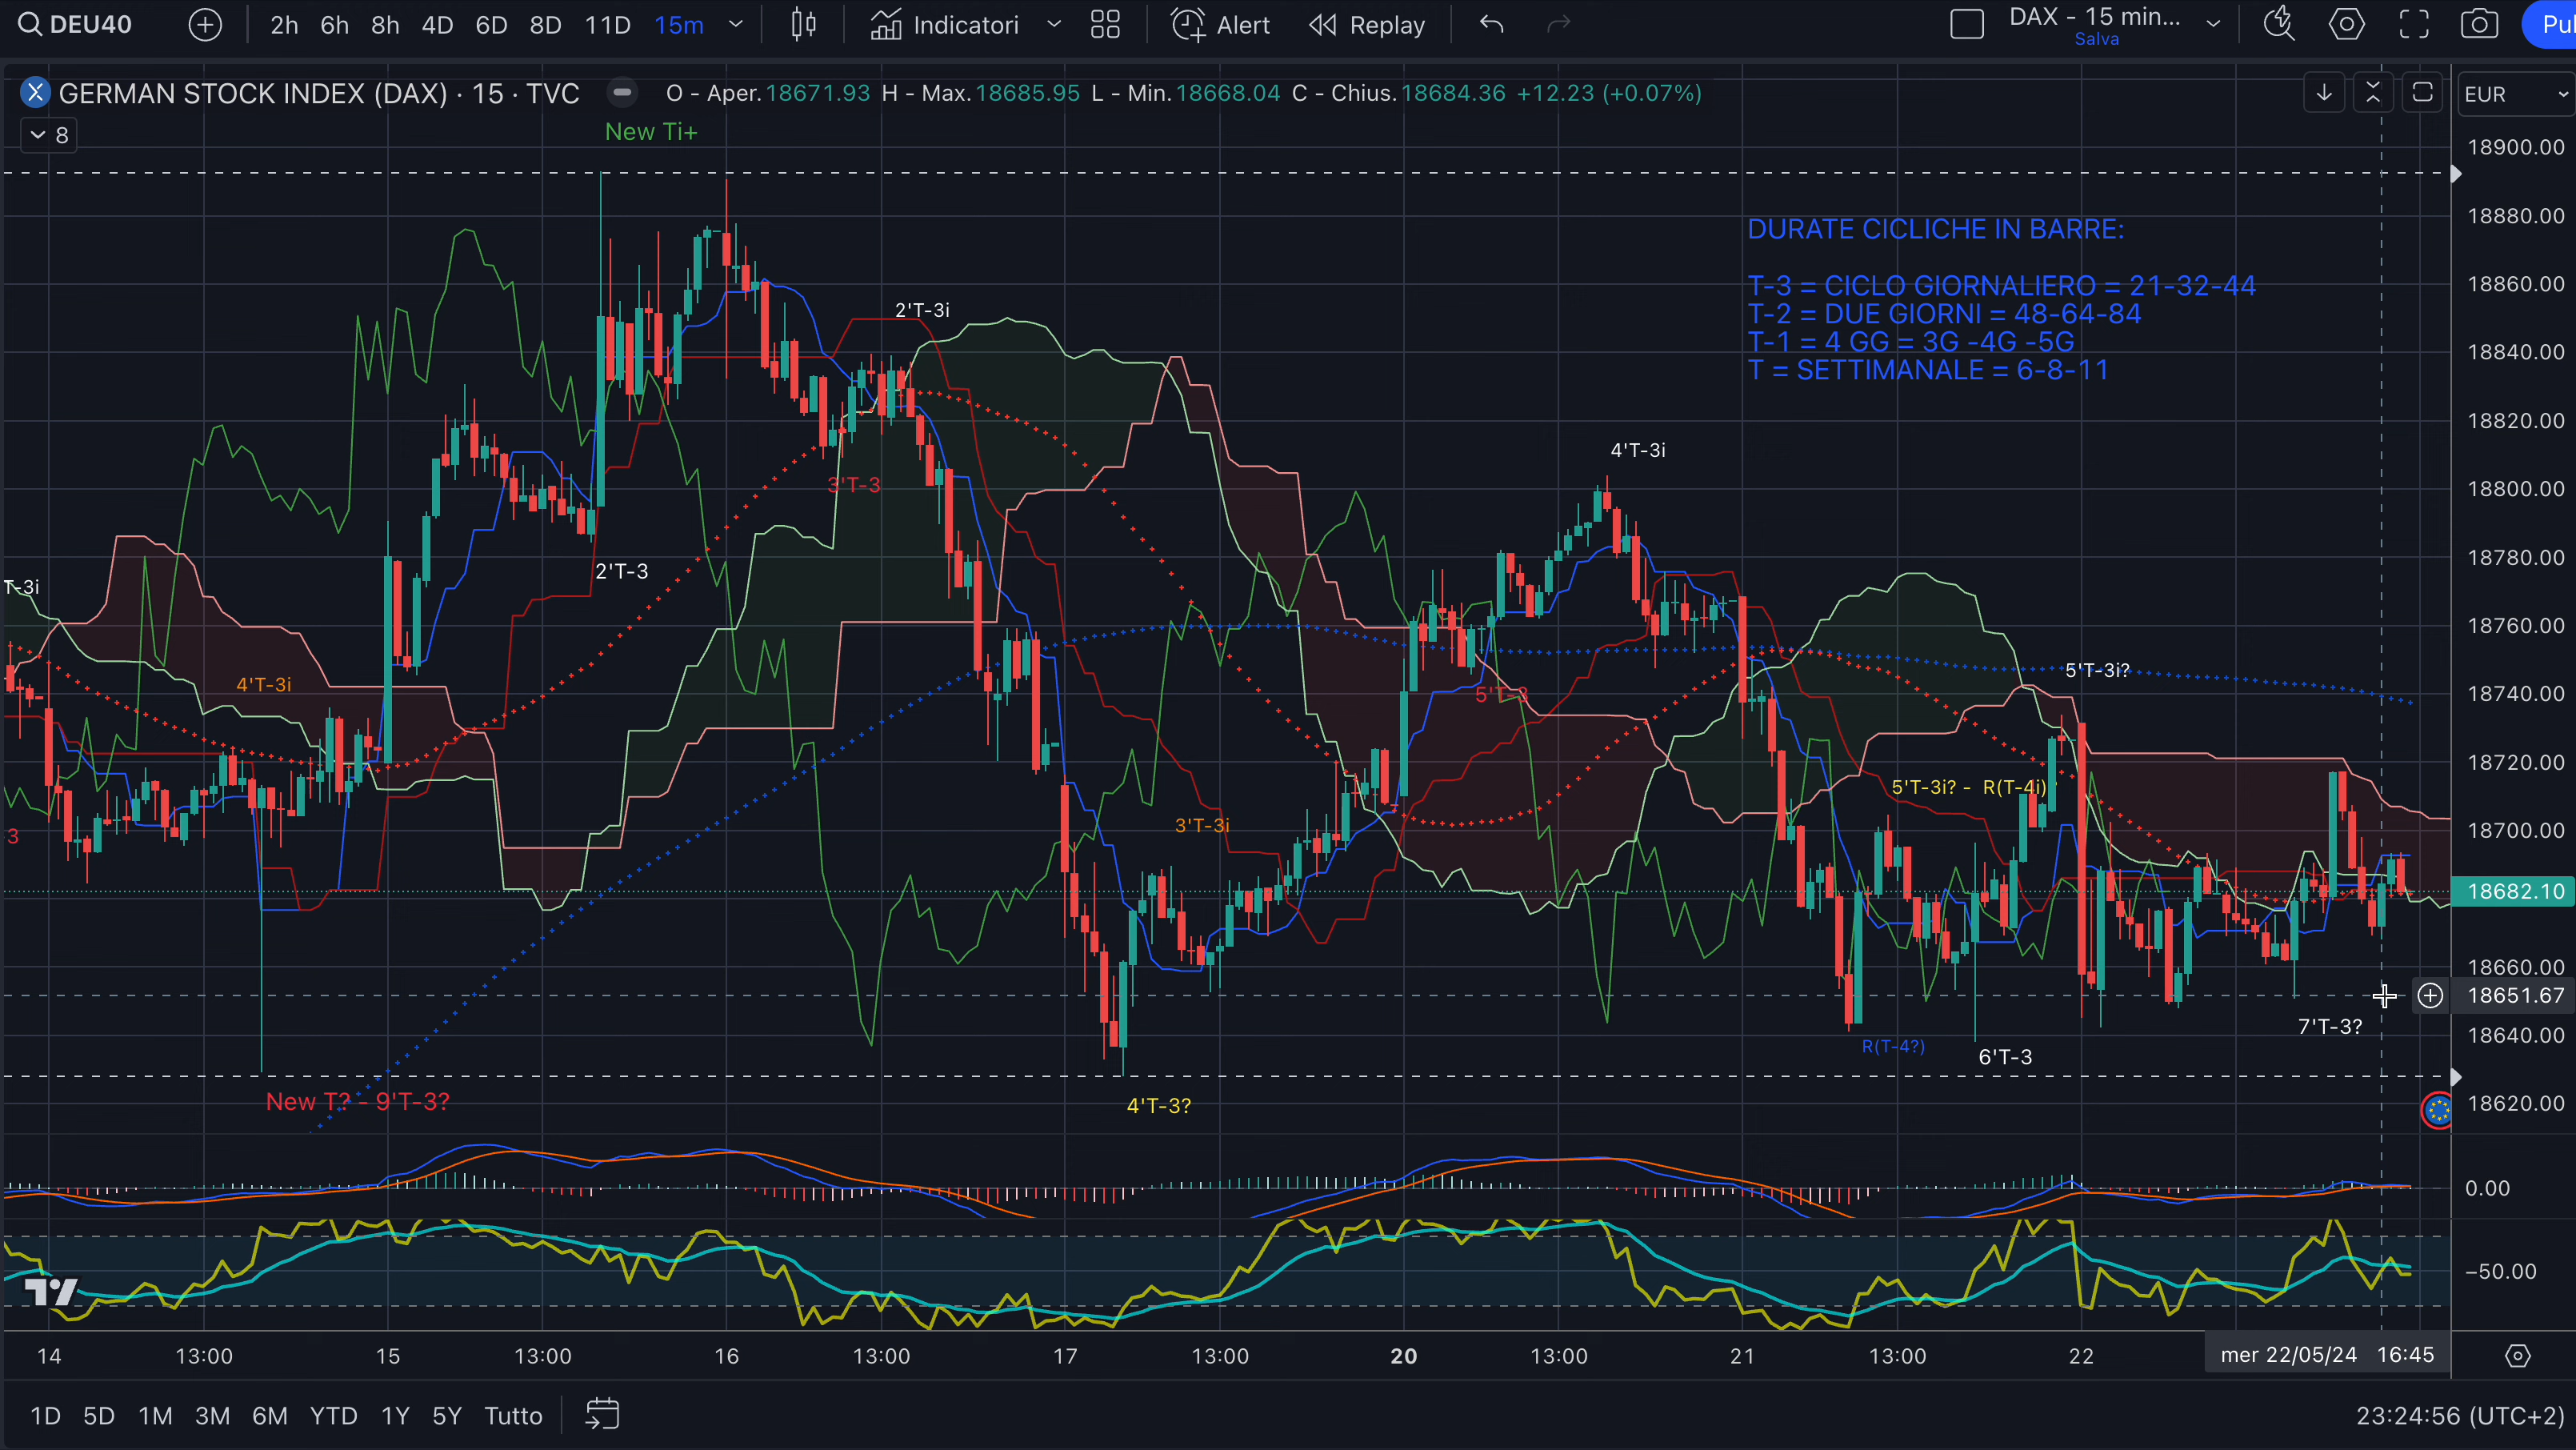 DEU40
2h 6h 8h 4D 6D 8D 11D 15m
Indicatori
Alert
Replay
DAX - 15 min...
Salva
GERMAN STOCK INDEX (DAX) · 15 · TVC
O - Aper.18671.93 H - Max.18685.95 L - Min.18668.04 C - Chius.18684.36 +12.23 (+0.07%)
EUR
8
New Ti+
18900.00
18880.00
18860.00
18840.00
18820.00
18800.00
18780.00
18760.00
18740.00
18720.00
18700.00
18682.10
18660.00
18651.67
18640.00
18620.00
DURATE CICLICHE IN BARRE:
T-3 = CICLO GIORNALIERO = 21-32-44
T-2 = DUE GIORNI = 48-64-84
T-1 = 4 GG = 3G -4G -5G
T = SETTIMANALE = 6-8-11
2'T-3i
4'T-3i
3'T-3
2'T-3
T-3i
4'T-3i
5'T-3i?
5'T-3
5'T-3i? - R(T-4i)
3'T-3i
3
7'T-3?
R(T-4?)
6'T-3
New T? - 9'T-3?
4'T-3?
0.00
−50.00
14 13:00 15 13:00 16 13:00 17 13:00 20 13:00 21 13:00 22 mer 22/05/24 16:45
1D 5D 1M 3M 6M YTD 1Y 5Y Tutto
23:24:56 (UTC+2)